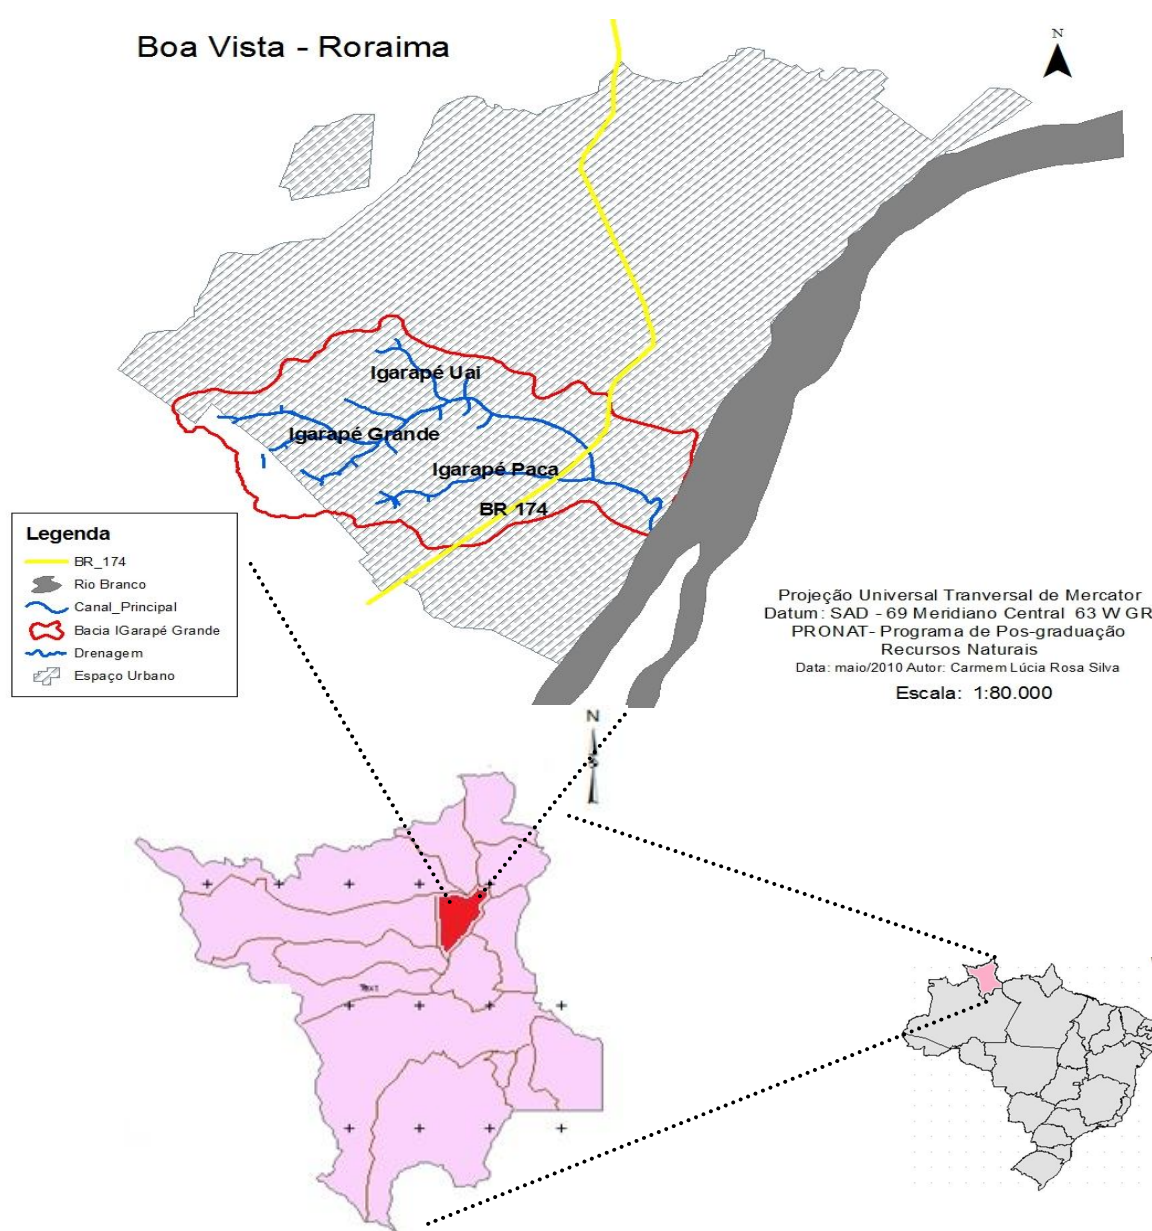 Boa Vista - Roraima
N
Igarapé Uai
Igarapé Grande
Igarapé Paca
BR 174
Legenda
BR_174
Rio Branco
Canal_Principal
Bacia IGarapé Grande
Drenagem
Espaço Urbano
Projeção Universal Tranversal de Mercator
Datum: SAD - 69 Meridiano Central 63 W GR
PRONAT- Programa de Pos-graduação
Recursos Naturais
Data: maio/2010 Autor: Carmem Lúcia Rosa Silva
Escala: 1:80.000
N
Text